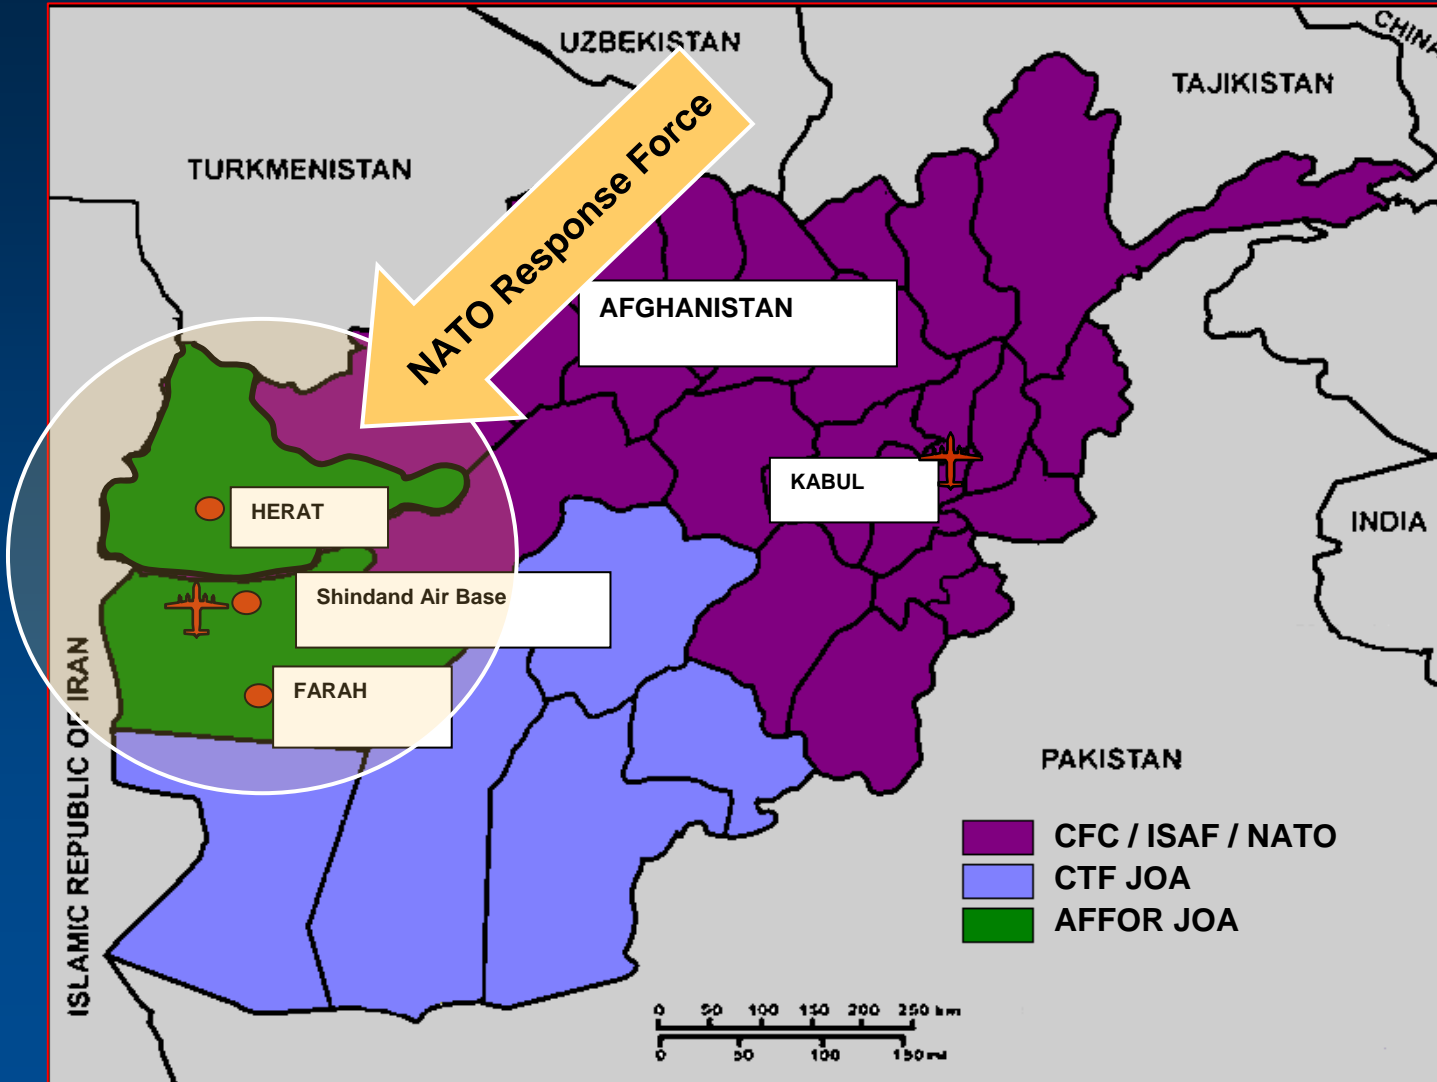 CHINA
UZBEKISTAN
TAJIKISTAN
TURKMENISTAN
NATO Response Force
AFGHANISTAN
KABUL
HERAT
INDIA
Shindand Air Base
FARAH
ISLAMIC REPUBLIC OF IRAN
PAKISTAN
CFC / ISAF / NATO
CTF JOA
AFFOR JOA
0 50 100 150 200 250 km
0 50 100 150 mi